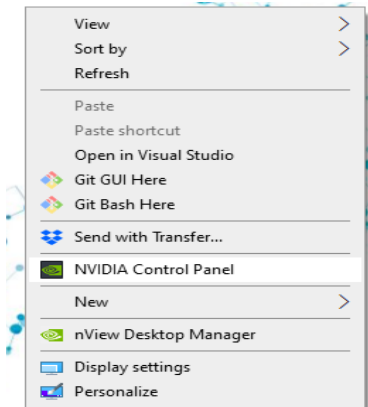 View
Sort by
Refresh
Paste
Paste shortcut
Open in Visual Studio
Git GUI Here
Git Bash Here
Send with Transfer...
NVIDIA Control Panel
New
nView Desktop Manager
Display settings
Personalize